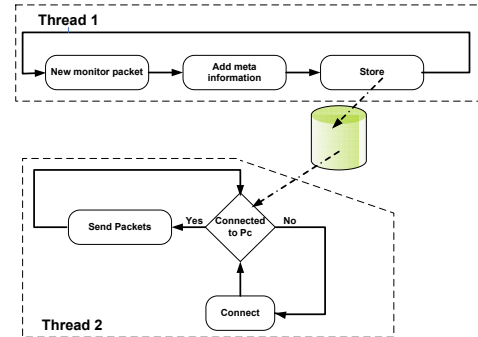 Thread 1
New monitor packet
Add meta
information
Store
Connected
to Pc
Yes
No
Send Packets
Connect
Thread 2